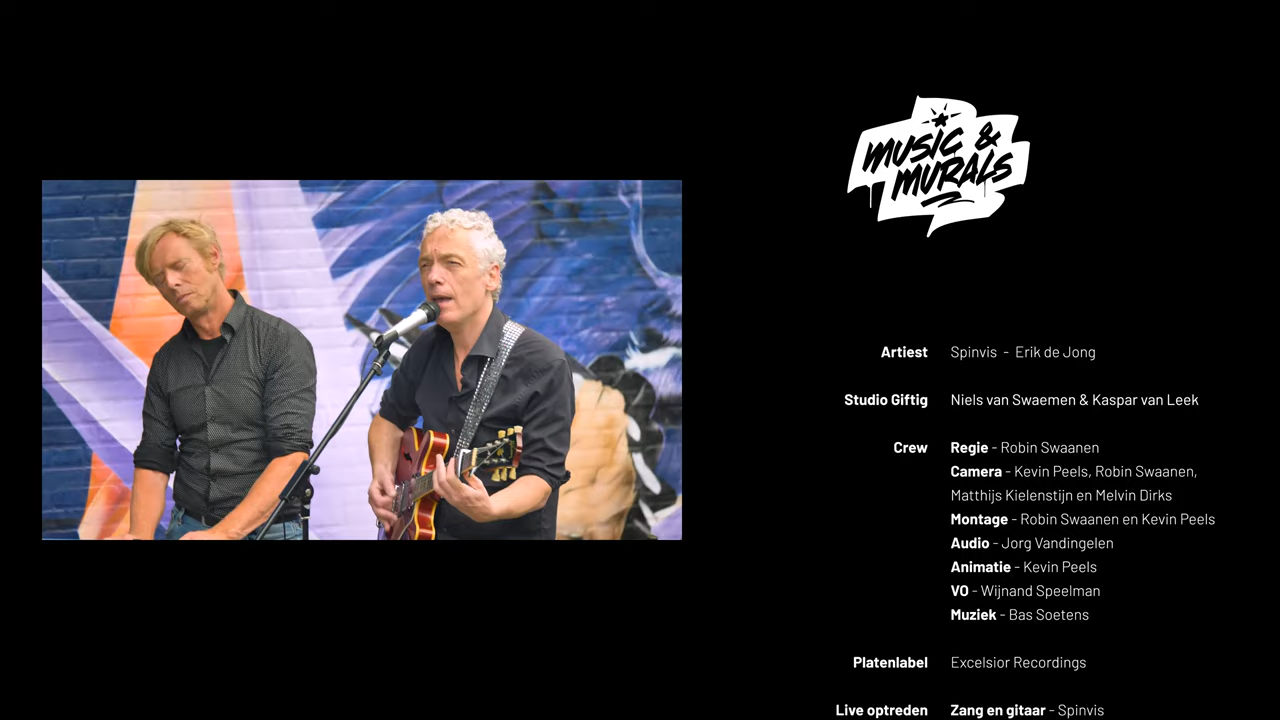 MUSIC &
MURALS
Artiest Spinvis - Erik de Jong
Studio Giftig Niels van Swaemen & Kaspar van Leek
Crew Regie - Robin Swaanen
Camera - Kevin Peels, Robin Swaanen,
Matthijs Kielenstijn en Melvin Dirks
Montage - Robin Swaanen en Kevin Peels
Audio - Jorg Vandingelen
Animatie - Kevin Peels
VO - Wijnand Speelman
Muziek - Bas Soetens
Platenlabel Excelsior Recordings
Live optreden Zang en gitaar - Spinvis